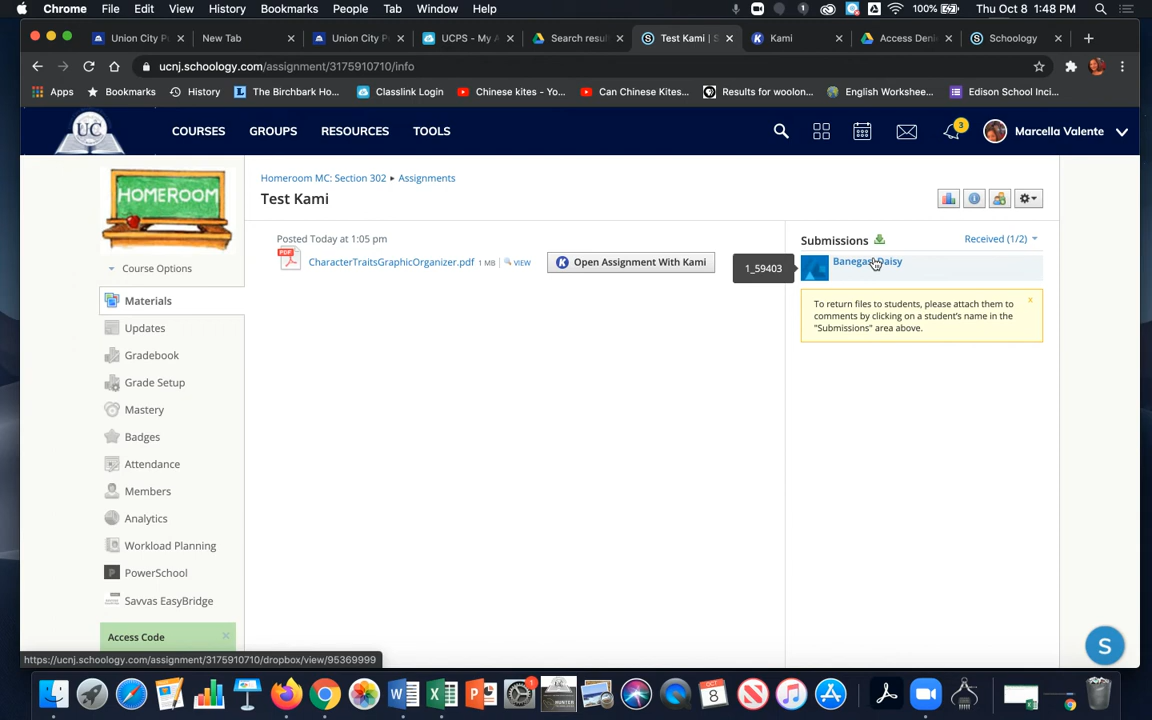 Chrome File Edit View History Bookmarks People Tab Window Help 100% Thu Oct 8 1:48 PM
Union City P New Tab Union City P UCPS - My A Search resul Test Kami | S Kami Access Denie Schoology
ucnj.schoology.com/assignment/3175910710/info
Apps Bookmarks History The Birchbark Ho... Classlink Login Chinese kites - Yo... Can Chinese Kites... Results for woolon... English Workshee... Edison School Inci...
UC COURSES GROUPS RESOURCES TOOLS 3 Marcella Valente
HOMEROOM
Homeroom MC: Section 302 ▸ Assignments
Test Kami
Posted Today at 1:05 pm
PDF CharacterTraitsGraphicOrganizer.pdf 1 MB VIEW
K Open Assignment With Kami
Submissions Received (1/2)
1_59403
Banegas, Daisy
To return files to students, please attach them to
comments by clicking on a student's name in the
"Submissions" area above.
x
Course Options
Materials
Updates
Gradebook
Grade Setup
Mastery
Badges
Attendance
Members
Analytics
Workload Planning
P PowerSchool
Savvas EasyBridge
Access Code ×
S
https://ucnj.schoology.com/assignment/3175910710/dropbox/view/95369999